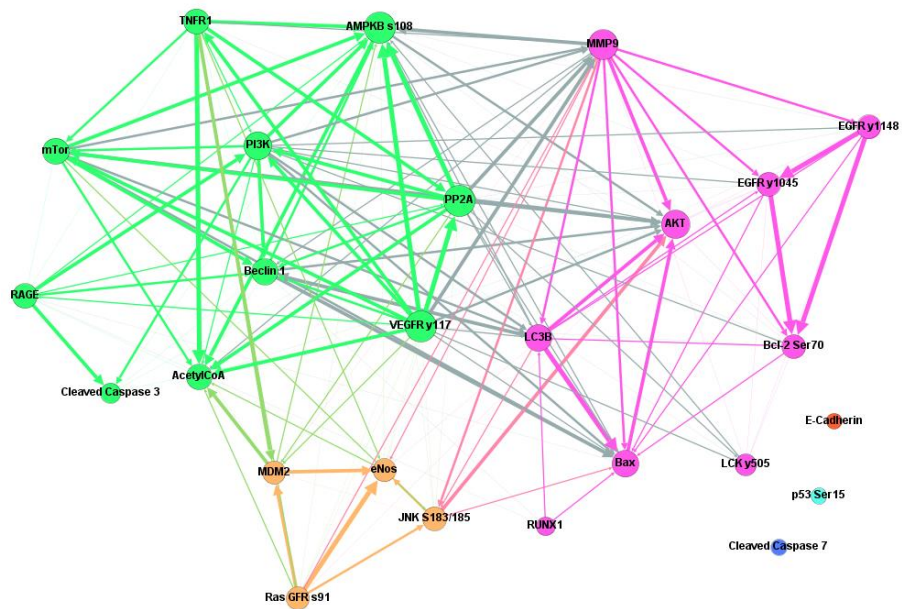 TNFR1
AMPKB s108
MMP9
EGFR y1148
mTor
PI3K
EGFR y1045
PP2A
AKT
Beclin 1
RAGE
VEGFR y117
LC3B
Bcl-2 Ser70
AcetylCoA
Cleaved Caspase 3
E-Cadherin
MDM2
eNos
Bax
LCK y505
p53 Ser15
JNK S183/185
RUNX1
Cleaved Caspase 7
Ras GFR s91